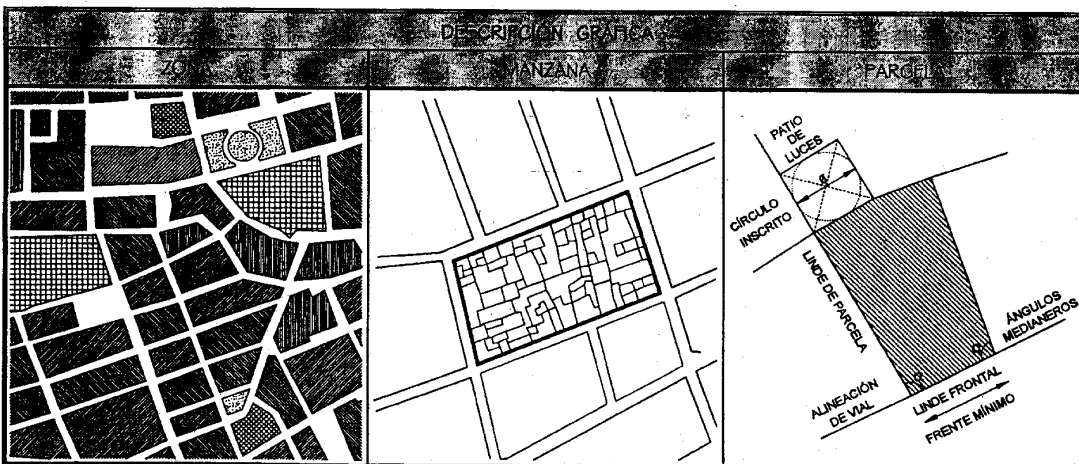 DESCRIPCIÓN GRÁFICA
ZONA
MANZANA
PARCELA
PATIO
DE
LUCES
ø
CÍRCULO
INSCRITO
LINDE DE PARCELA
ÁNGULOS
MEDIANEROS
ALINEACIÓN
DE VIAL
LINDE FRONTAL
FRENTE MÍNIMO